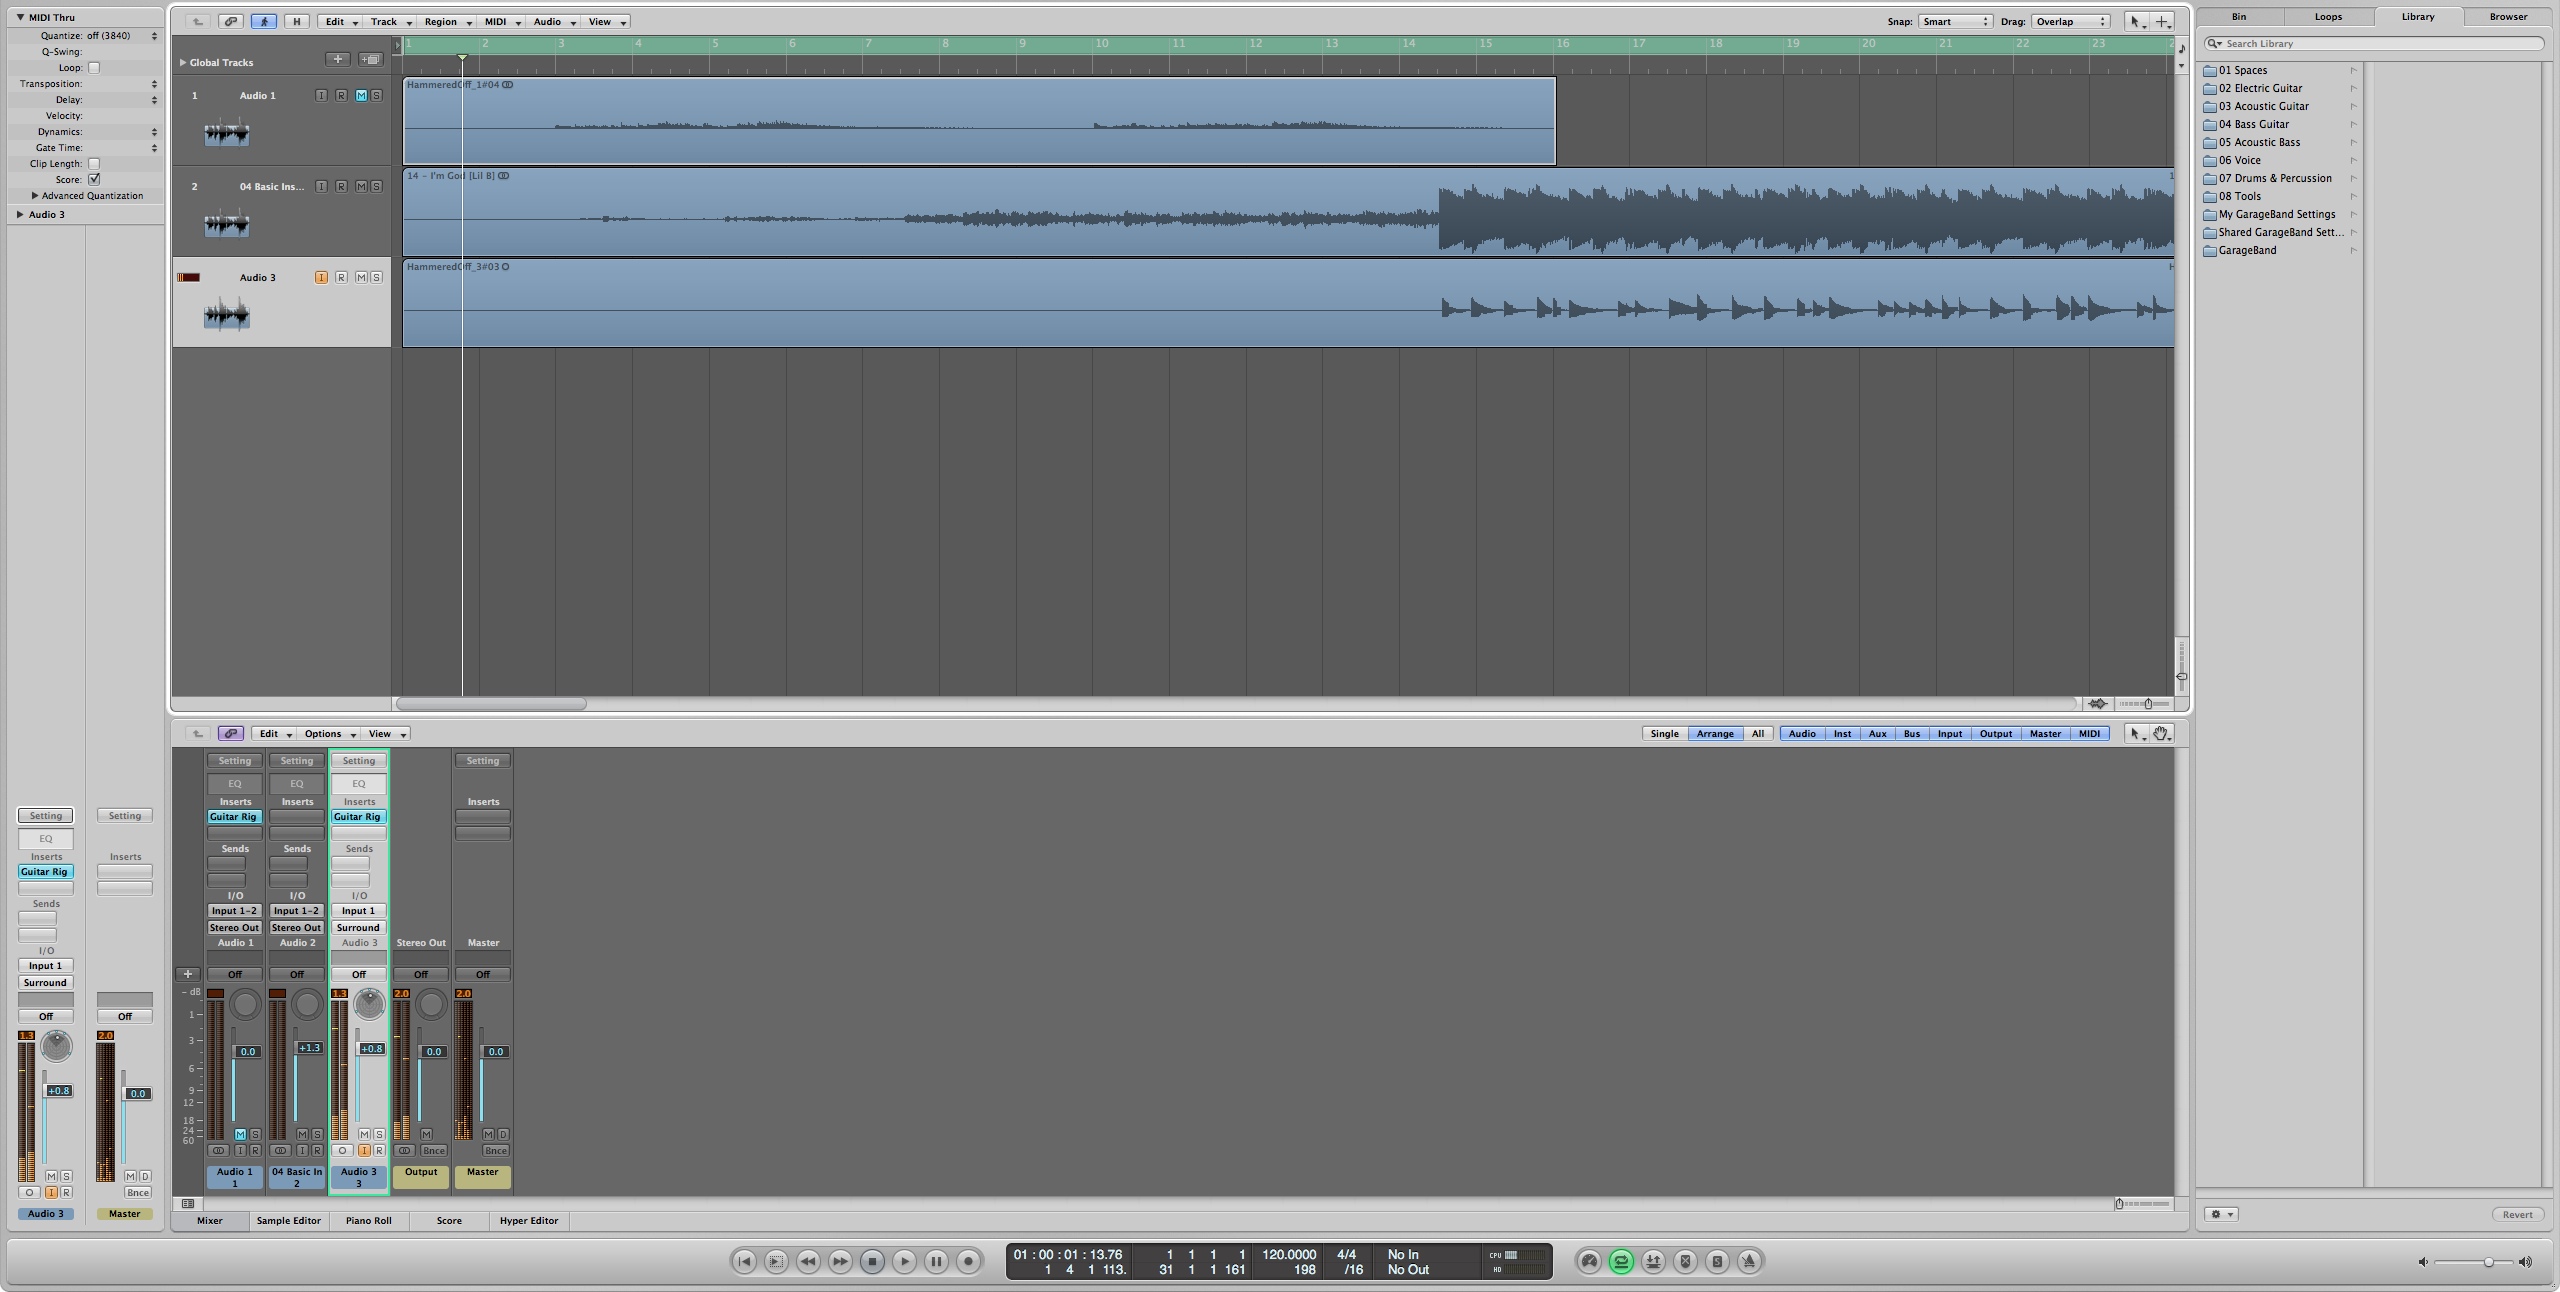 MIDI Thru
Quantize: off (3840)
Q-Swing:
Loop:
Transposition:
Delay:
Velocity:
Dynamics:
Gate Time:
Clip Length:
Score:
Advanced Quantization
Audio 3
Setting Setting
EQ
Inserts Inserts
Guitar Rig
Sends
I/O
Input 1
Surround
Off Off
1.3 2.0
+0.8 0.0
M S M D
I R Bnce
Audio 3 Master
H Edit Track Region MIDI Audio View
Snap: Smart Drag: Overlap
1 2 3 4 5 6 7 8 9 10 11 12 13 14 15 16 17 18 19 20 21 22 23
Global Tracks
1 Audio 1 I R M S
HammeredOff_1#04
2 04 Basic Ins... I R M S
14 - I'm God [Lil B]
Audio 3 I R M S
HammeredOff_3#03
Edit Options View
Single Arrange All Audio Inst Aux Bus Input Output Master MIDI
Setting Setting Setting Setting
EQ EQ EQ
Inserts Inserts Inserts Inserts
Guitar Rig Guitar Rig
Sends Sends Sends
I/O I/O I/O
Input 1-2 Input 1-2 Input 1
Stereo Out Stereo Out Surround
Audio 1 Audio 2 Audio 3 Stereo Out Master
Off Off Off Off Off
- dB 1.3 2.0 2.0
1
3
0.0 +1.3 +0.8 0.0 0.0
6
9
12
18
24
60
M S M S M S M M D
I R I R I R Bnce Bnce
Audio 1 04 Basic In Audio 3 Output Master
1 2 3
Mixer Sample Editor Piano Roll Score Hyper Editor
01 : 00 : 01 : 13.76 1 1 1 1 120.0000 4/4 No In CPU
1 4 1 113. 31 1 1 161 198 /16 No Out HD
Bin Loops Library Browser
Search Library
01 Spaces
02 Electric Guitar
03 Acoustic Guitar
04 Bass Guitar
05 Acoustic Bass
06 Voice
07 Drums & Percussion
08 Tools
My GarageBand Settings
Shared GarageBand Sett...
GarageBand
Revert